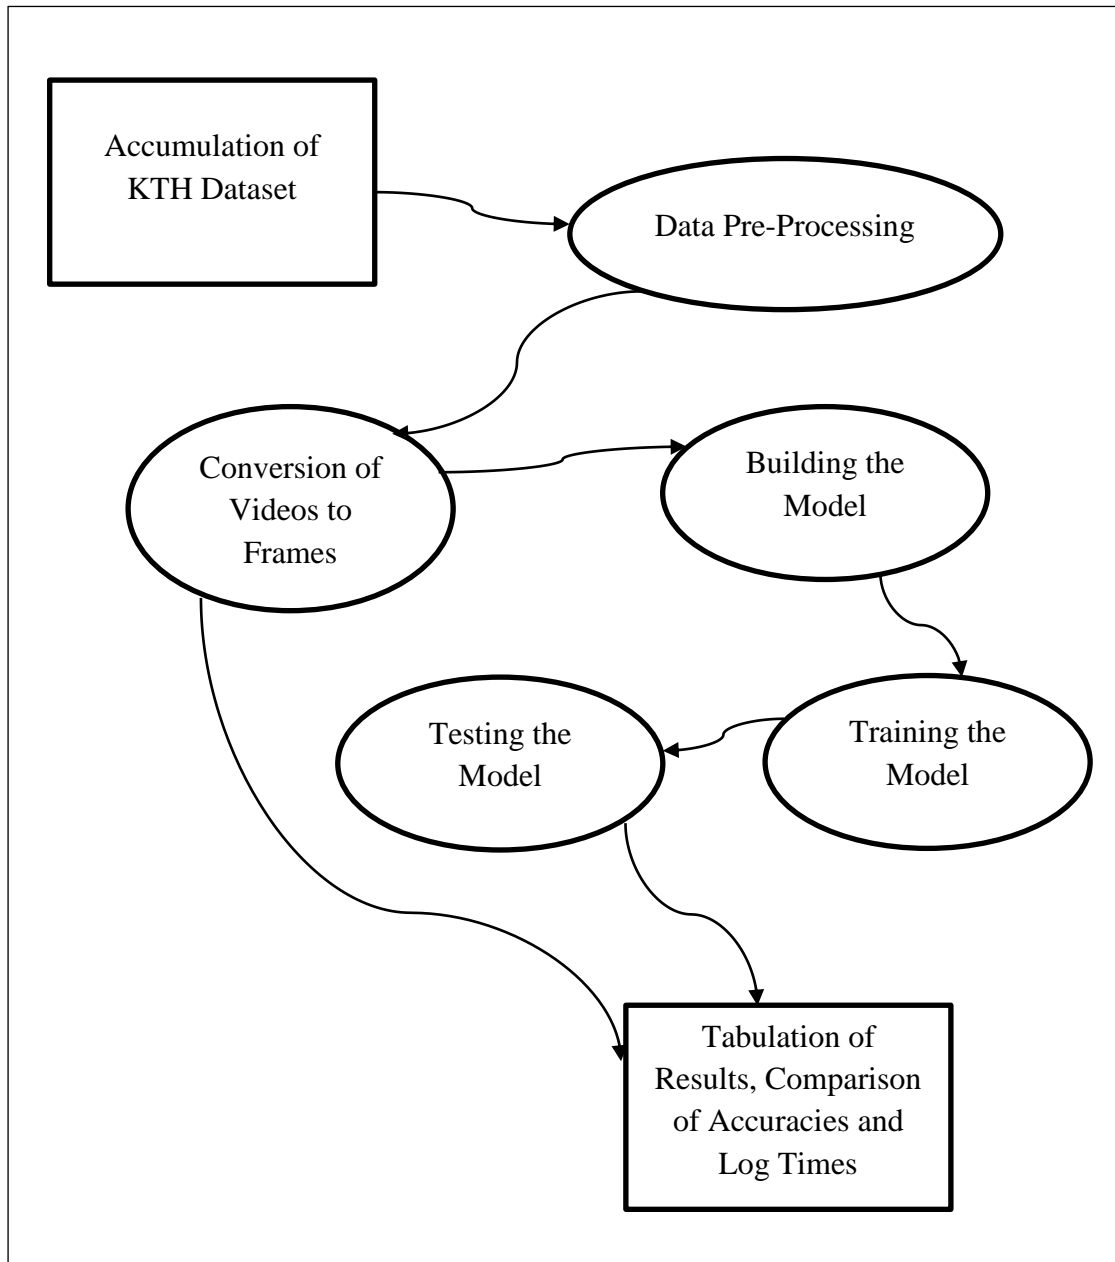 Accumulation of
KTH Dataset
Data Pre-Processing
Conversion of
Videos to
Frames
Building the
Model
Testing the
Model
Training the
Model
Tabulation of
Results, Comparison
of Accuracies and
Log Times